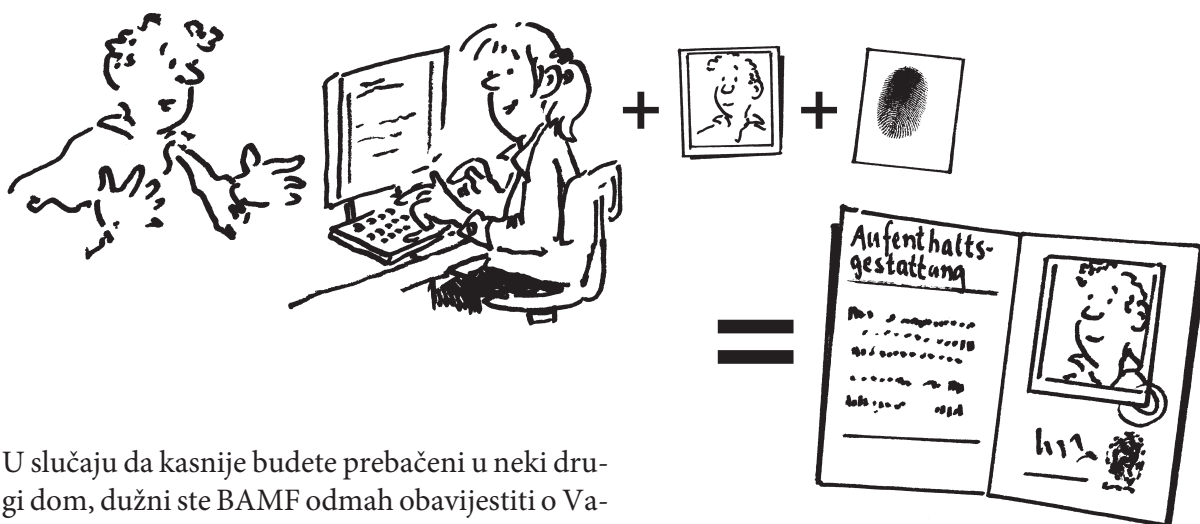 Aufenthalts-
gestattung
U slučaju da kasnije budete prebačeni u neki dru-
gi dom, dužni ste BAMF odmah obavijestiti o Va-